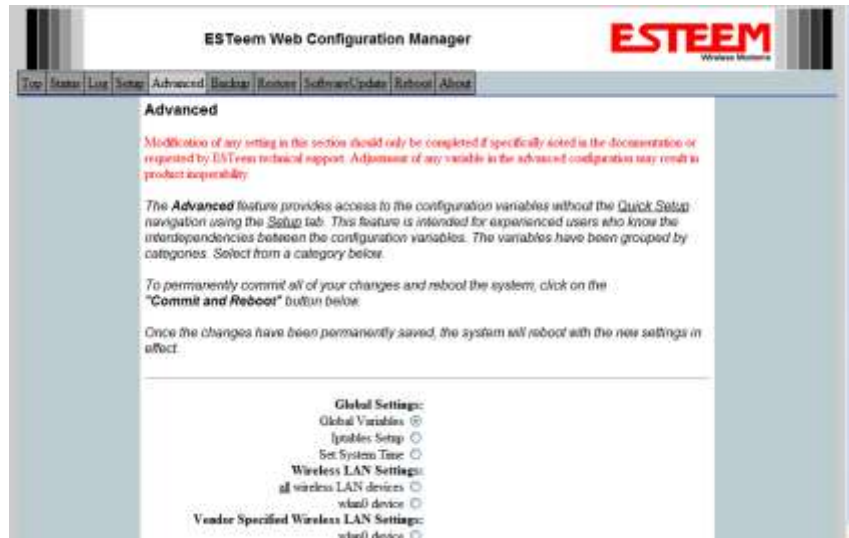 ESTeem Web Configuration Manager
ESTEEM
Wireless Modems
Top Status Log Setup Advanced Backup Restore SoftwareUpdate Reboot About
Advanced
Modification of any setting in this section should only be completed if specifically noted in the documentation or
requested by ESTeem technical support. Adjustment of any variable in the advanced configuration may result in
product inoperability
The Advanced feature provides access to the configuration variables without the Quick Setup
navigation using the Setup tab. This feature is intended for experienced users who know the
interdependencies between the configuration variables. The variables have been grouped by
categories. Select from a category below.
To permanently commit all of your changes and reboot the system, click on the
"Commit and Reboot" button below.
Once the changes have been permanently saved, the system will reboot with the new settings in
effect.
Global Settings:
Global Variables
Iptables Setup
Set System Time
Wireless LAN Settings:
all wireless LAN devices
wlan0 device
Vendor Specified Wireless LAN Settings:
wlan0 device